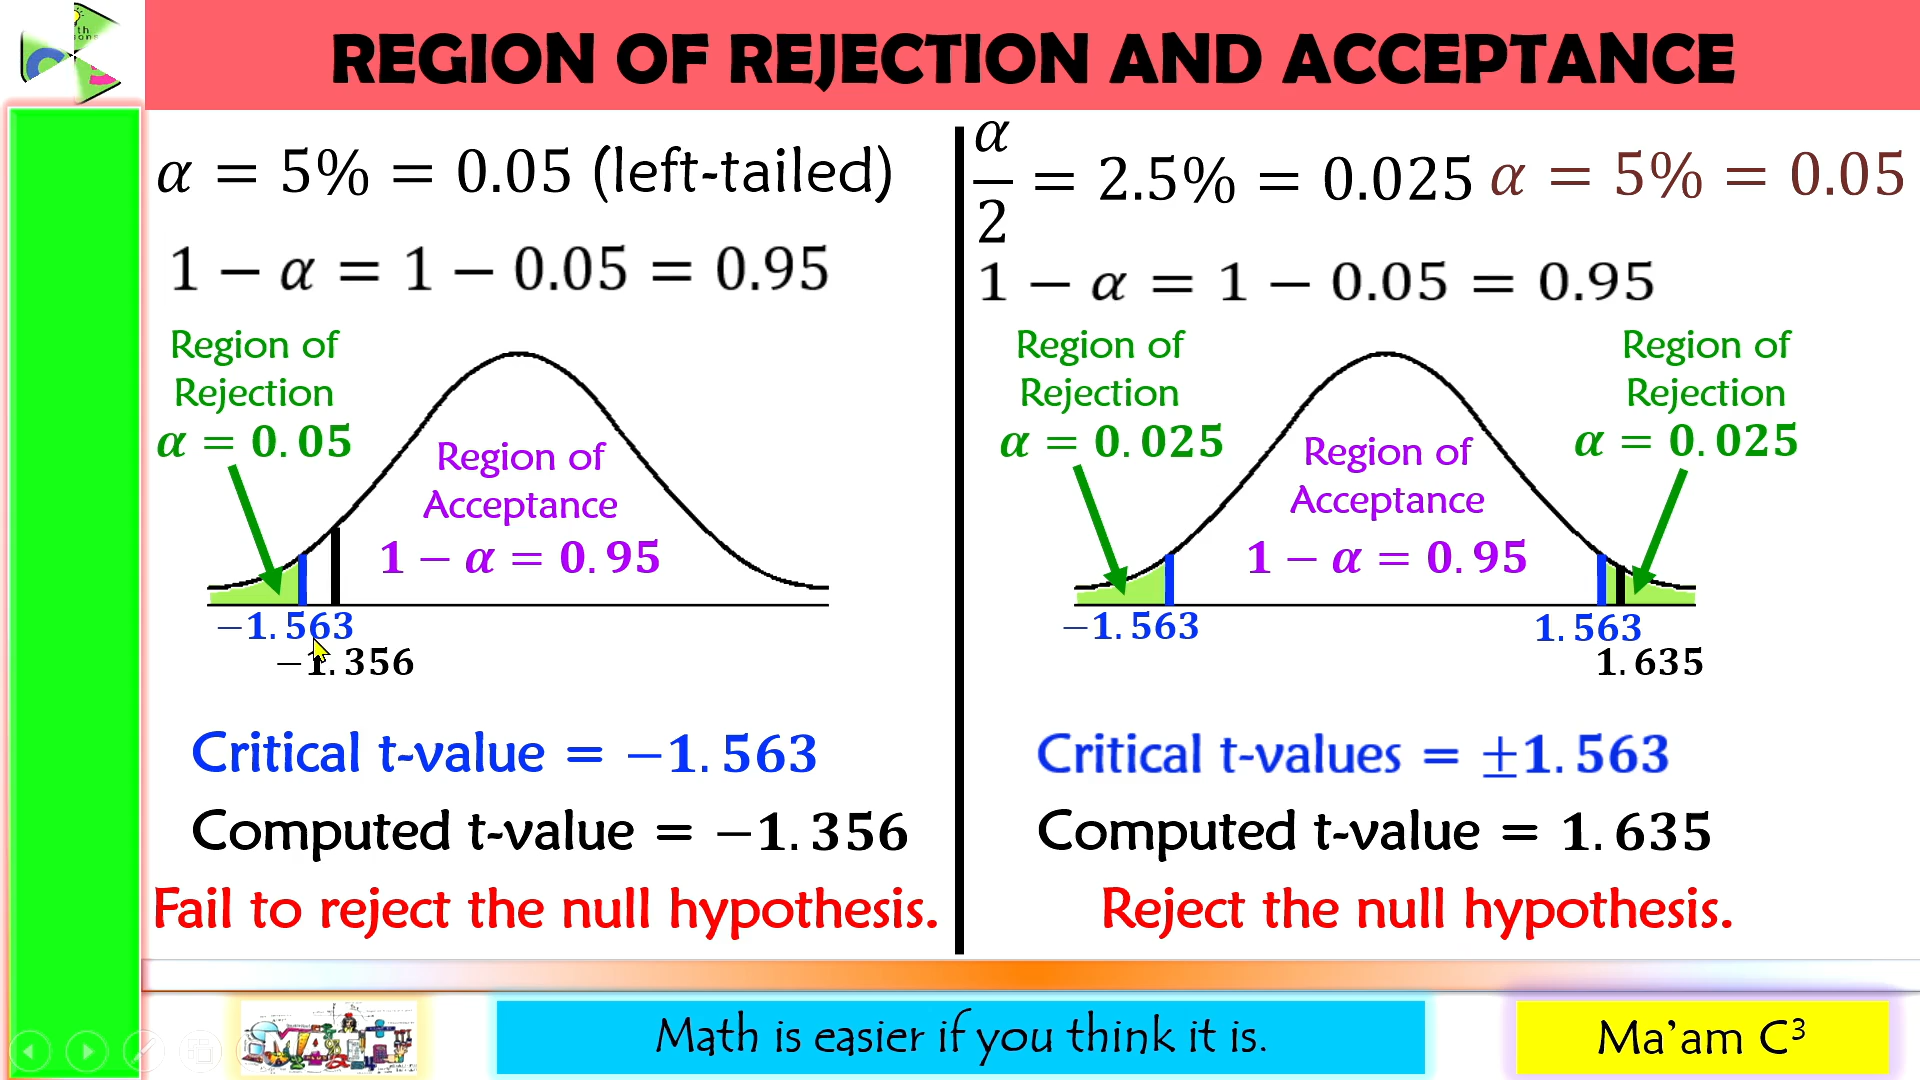 REGION OF REJECTION AND ACCEPTANCE
α = 5% = 0.05 (left-tailed)
1 − α = 1 − 0.05 = 0.95
Region of
Rejection
α = 0.05
Region of
Acceptance
1 − α = 0.95
−1.563
−1.356
Critical t-value = −1.563
Computed t-value = −1.356
Fail to reject the null hypothesis.
α/2 = 2.5% = 0.025 α = 5% = 0.05
1 − α = 1 − 0.05 = 0.95
Region of
Rejection
α = 0.025
Region of
Acceptance
1 − α = 0.95
Region of
Rejection
α = 0.025
−1.563
1.563
1.635
Critical t-values = ±1.563
Computed t-value = 1.635
Reject the null hypothesis.
MATH
Math is easier if you think it is.
Ma'am C³